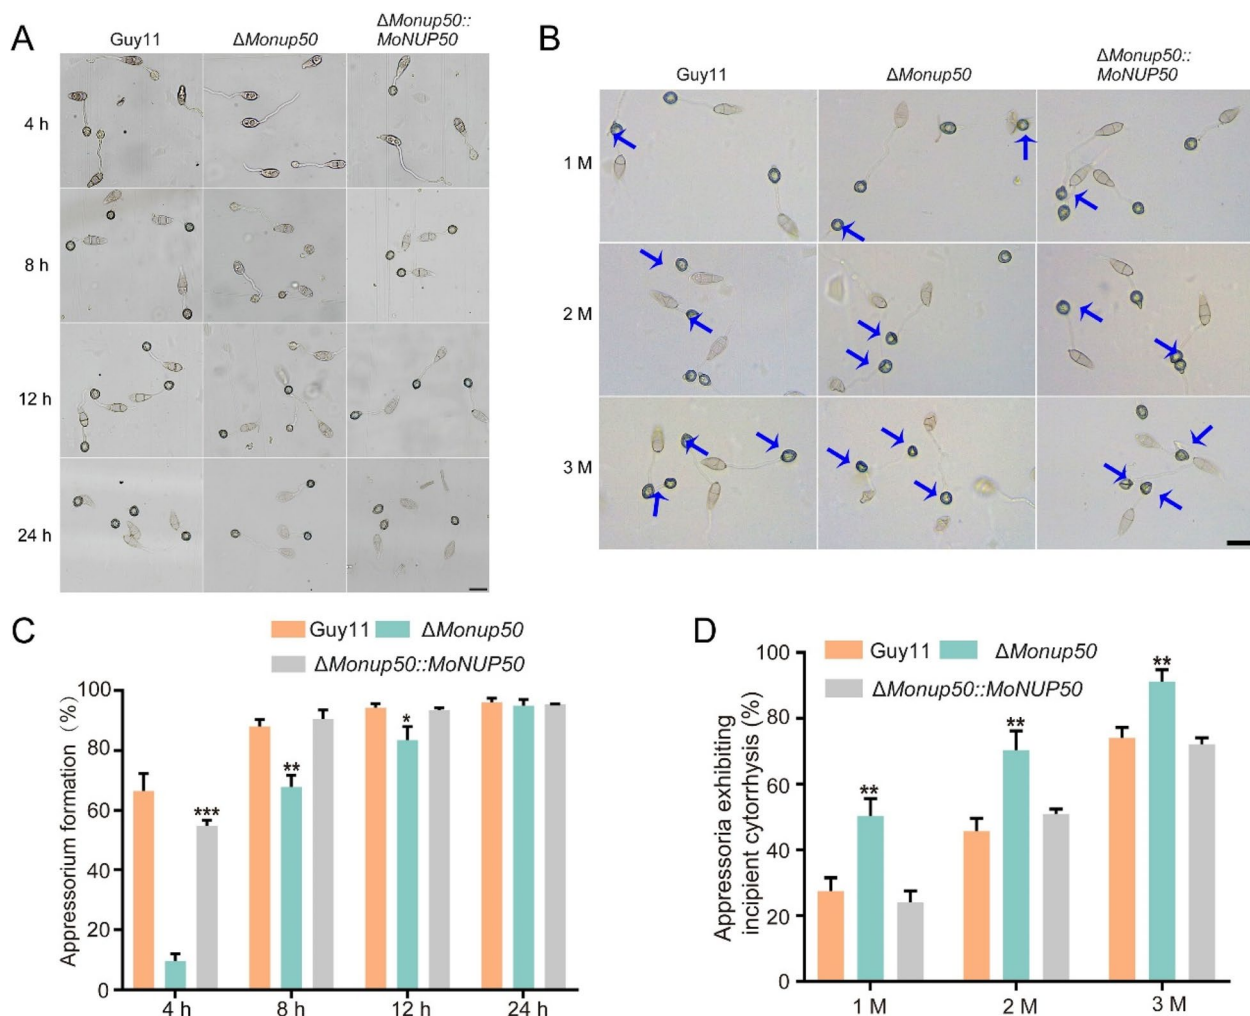 A
Guy11 ΔMonup50 ΔMonup50::
MoNUP50
4 h
8 h
12 h
24 h
B
Guy11 ΔMonup50 ΔMonup50::
MoNUP50
1 M
2 M
3 M
C
Guy11 ΔMonup50
ΔMonup50::MoNUP50
Appressorium formation (%)
100
80
60
40
20
0
***
**
*
4 h 8 h 12 h 24 h
D
Guy11 ΔMonup50
ΔMonup50::MoNUP50
Appressoria exhibiting
incipient cytorrhysis (%)
100
80
60
40
20
0
**
**
**
1 M 2 M 3 M